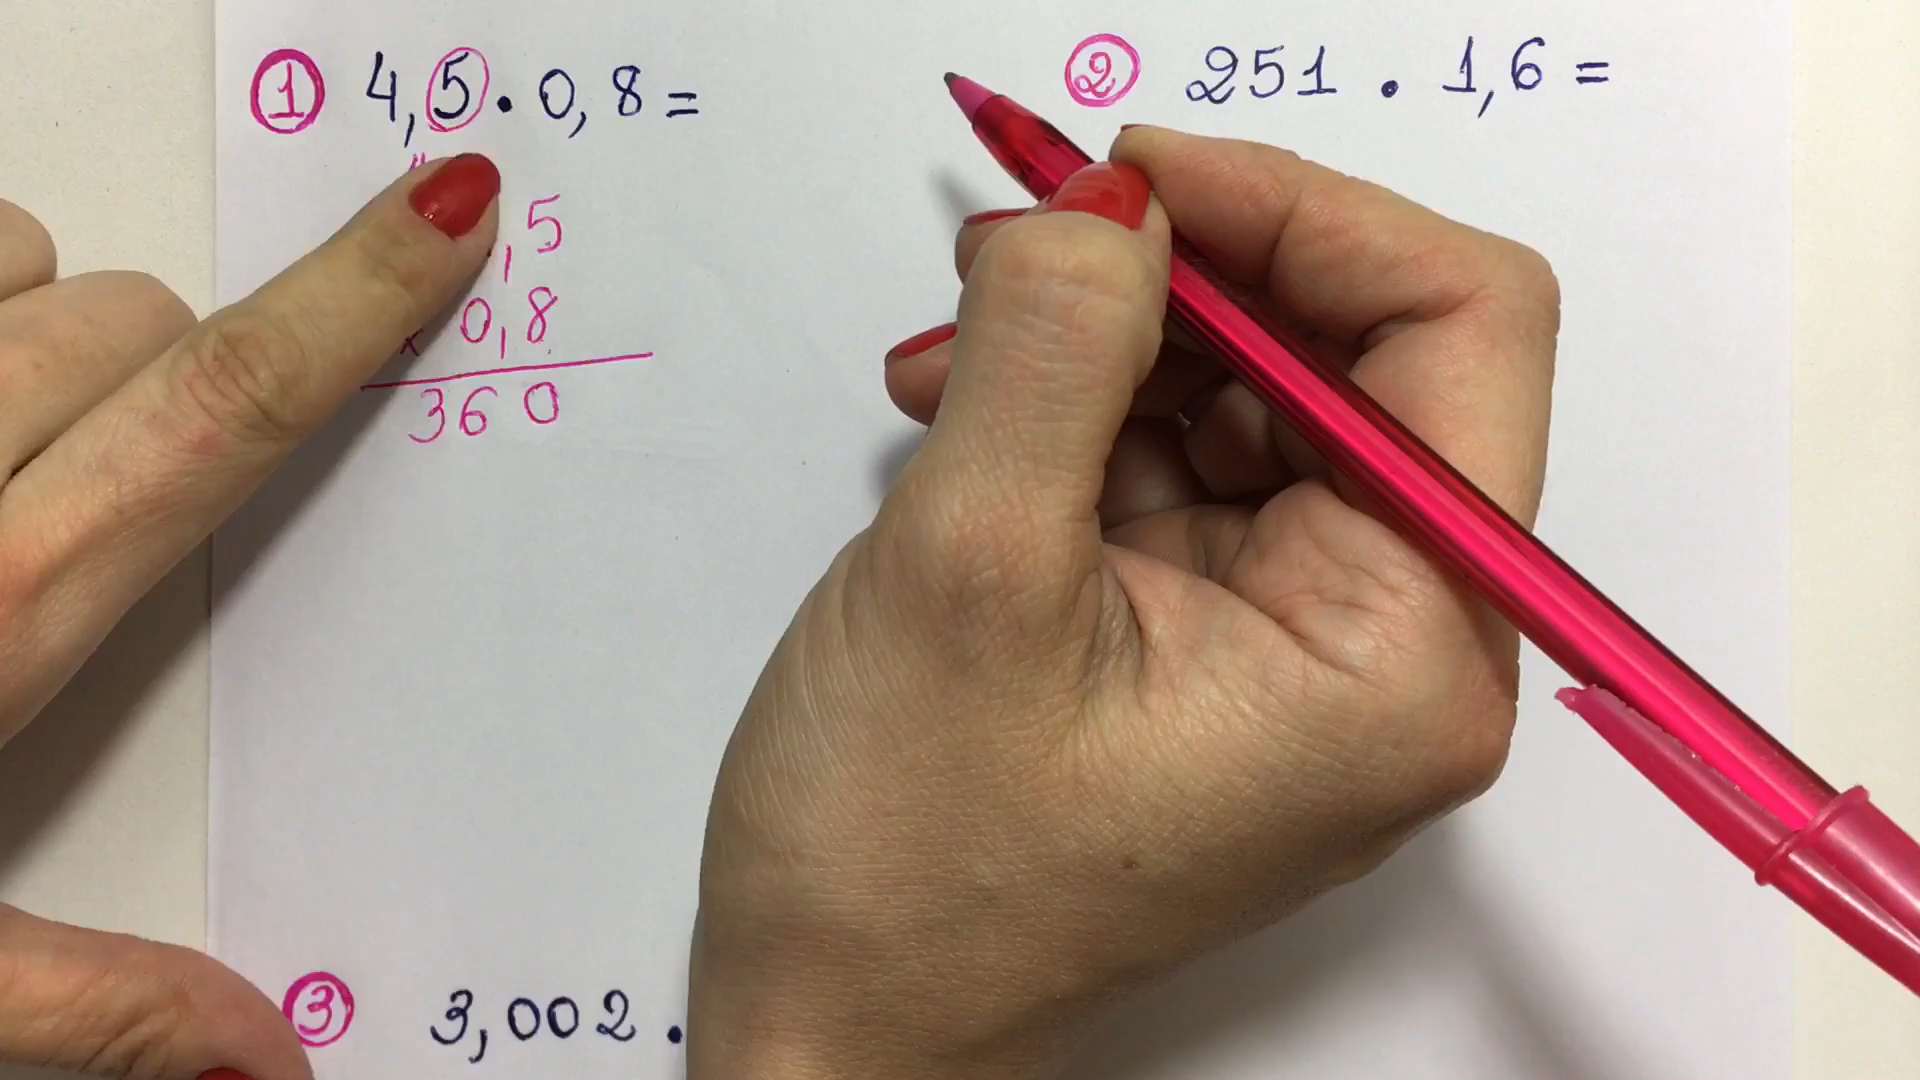 1 4,5 · 0,8 =
,5
x 0,8
360
2 251 · 1,6 =
3 3,002 ·